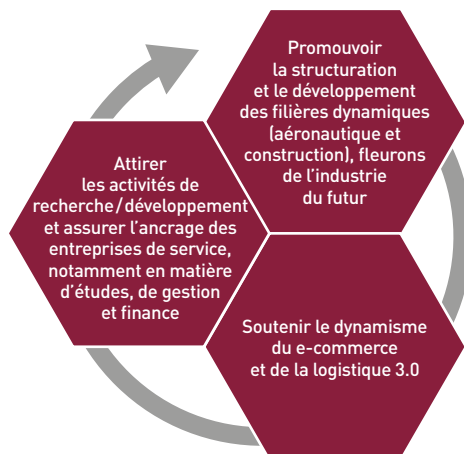 Promouvoir
la structuration
et le développement
des filières dynamiques
(aéronautique et
construction), fleurons
de l’industrie
du futur
Attirer
les activités de
recherche/développement
et assurer l’ancrage des
entreprises de service,
notamment en matière
d’études, de gestion
et finance
Soutenir le dynamisme
du e-commerce
et de la logistique 3.0